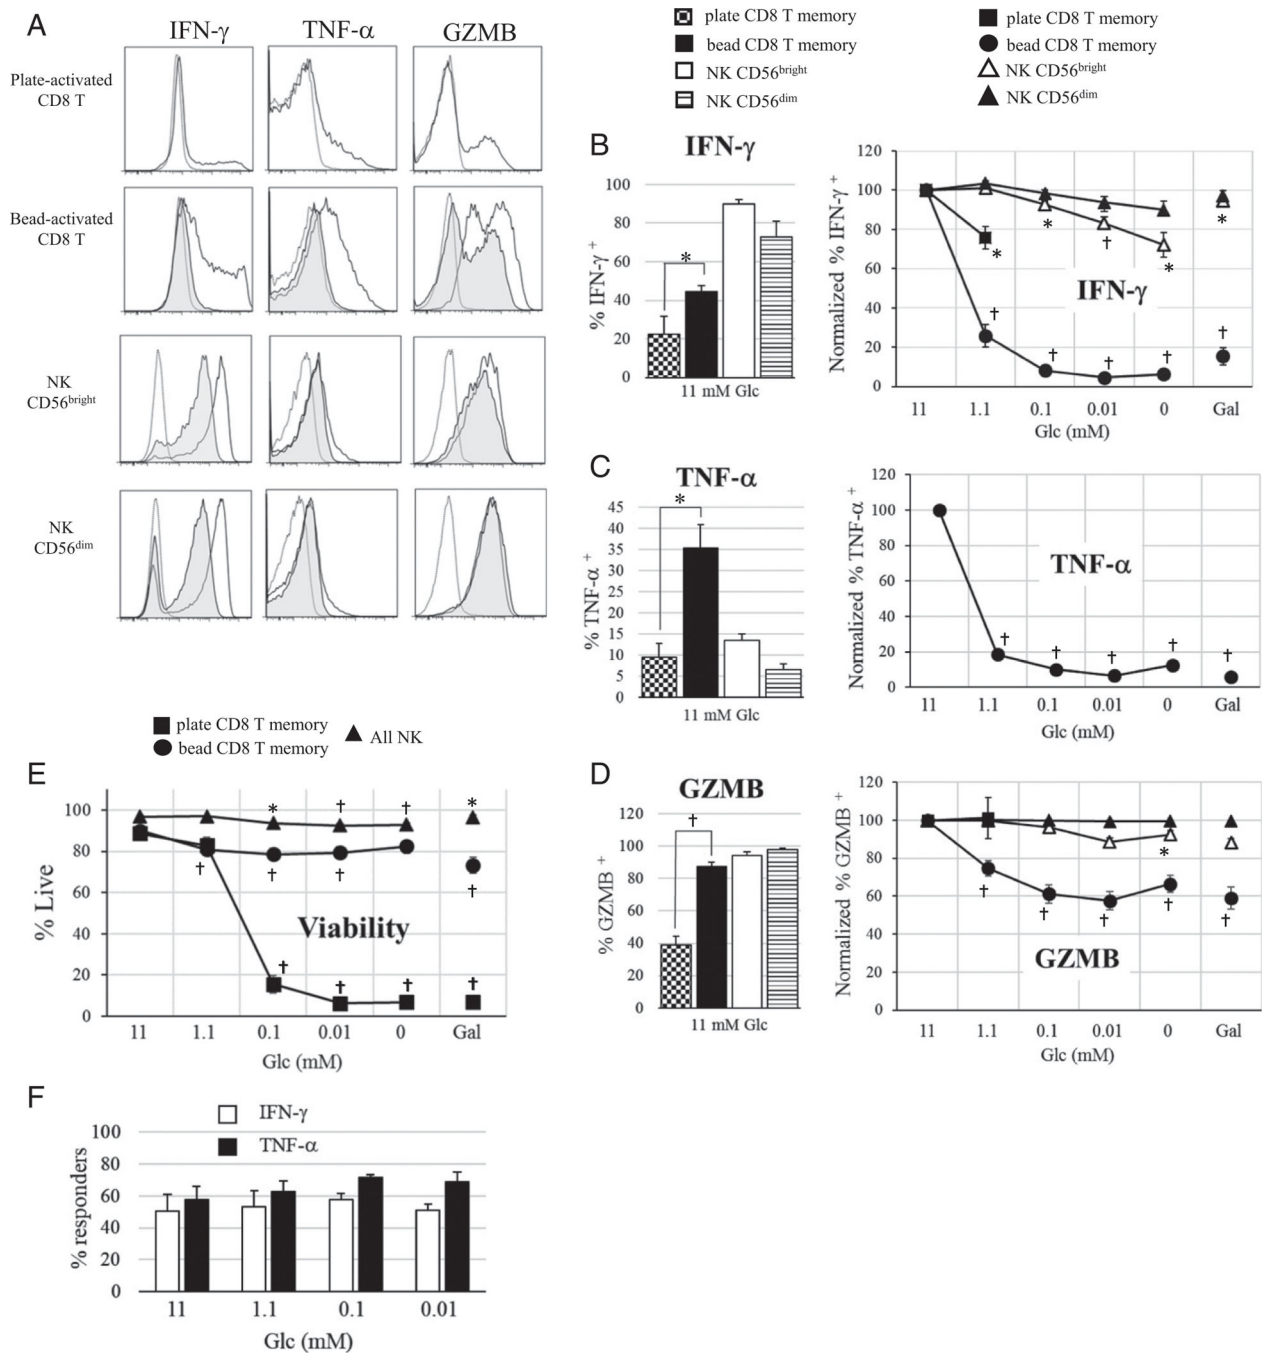 A
IFN-γ TNF-α GZMB
Plate-activated
CD8 T
Bead-activated
CD8 T
NK
CD56bright
NK
CD56dim
plate CD8 T memory
bead CD8 T memory
NK CD56bright
NK CD56dim
plate CD8 T memory
bead CD8 T memory
NK CD56bright
NK CD56dim
B
IFN-γ
% IFN-γ +
100
80
60
40
20
0
*
11 mM Glc
Normalized % IFN-γ +
120
100
80
60
40
20
0
* * † *
* † † † † †
IFN-γ
11 1.1 0.1 0.01 0 Gal
Glc (mM)
C
TNF-α
% TNF-α +
45
40
35
30
25
20
15
10
5
0
*
11 mM Glc
Normalized % TNF-α +
120
100
80
60
40
20
0
TNF-α
† † † † †
11 1.1 0.1 0.01 0 Gal
Glc (mM)
plate CD8 T memory
bead CD8 T memory
All NK
E
% Live
100
80
60
40
20
0
* † † *
† † † †
† † † †
Viability
11 1.1 0.1 0.01 0 Gal
Glc (mM)
D
GZMB
% GZMB +
120
100
80
60
40
20
0
†
11 mM Glc
Normalized % GZMB +
120
100
80
60
40
20
0
*
† † † † †
GZMB
11 1.1 0.1 0.01 0 Gal
Glc (mM)
F
IFN-γ
TNF-α
% responders
100
80
60
40
20
0
11 1.1 0.1 0.01
Glc (mM)